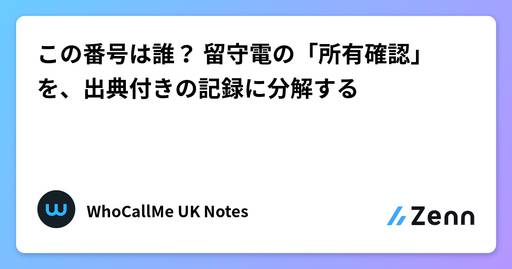 この番号は誰？ 留守電の「所有確認」
を、出典付きの記録に分解する
WhoCallMe UK Notes
Zenn